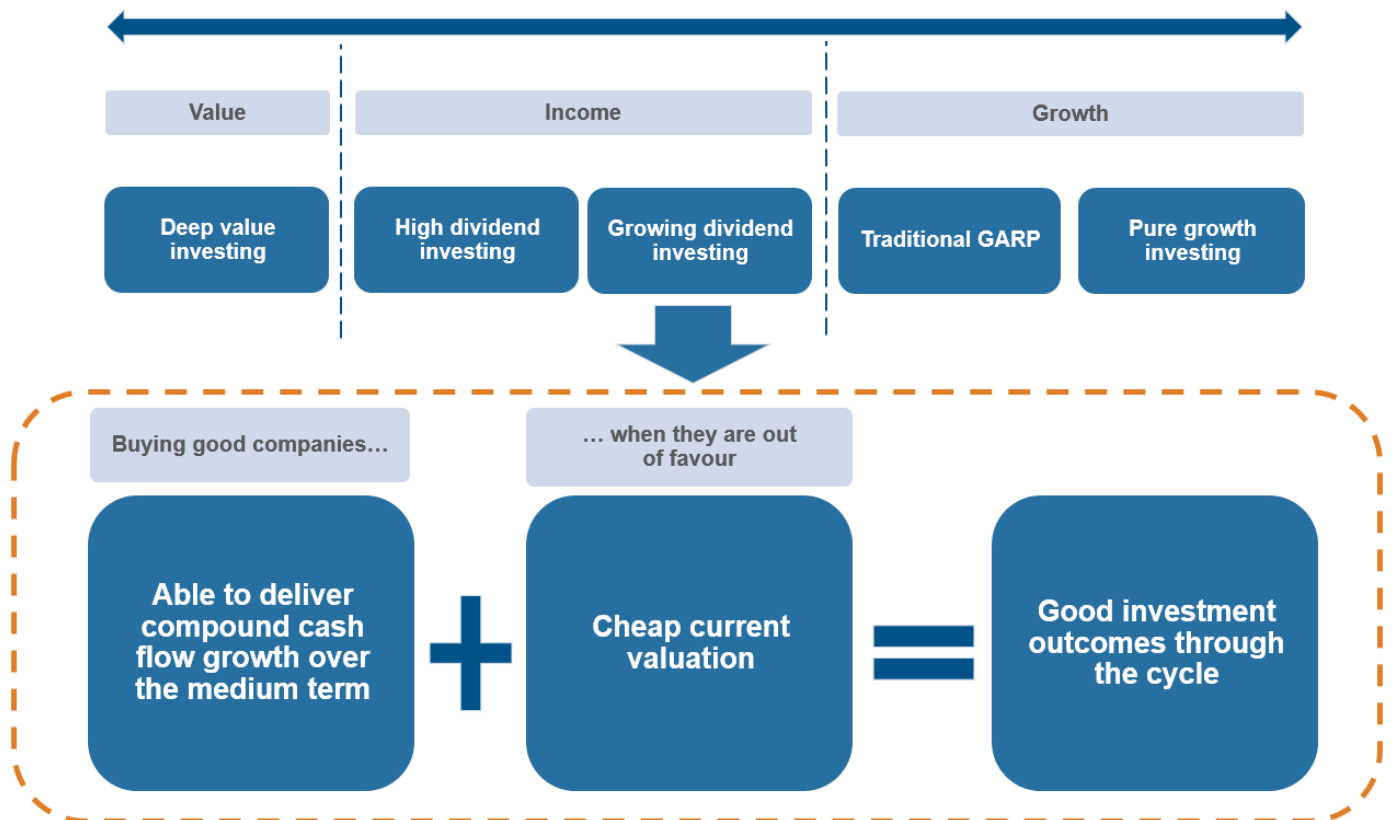 Value
Income
Growth
Deep value
investing
High dividend
investing
Growing dividend
investing
Traditional GARP
Pure growth
investing
Buying good companies…
… when they are out
of favour
Able to deliver
compound cash
flow growth over
the medium term
Cheap current
valuation
Good investment
outcomes through
the cycle